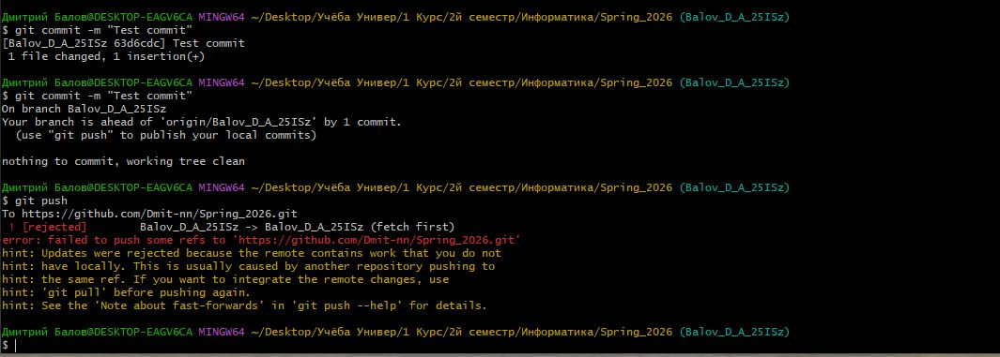 Дмитрий Балов@DESKTOP-EAGV6CA MINGW64 ~/Desktop/Учёба Универ/1 Курс/2й семестр/Информатика/Spring_2026 (Balov_D_A_25ISz)
$ git commit -m "Test commit"
[Balov_D_A_25ISz 63d6cdc] Test commit
 1 file changed, 1 insertion(+)

Дмитрий Балов@DESKTOP-EAGV6CA MINGW64 ~/Desktop/Учёба Универ/1 Курс/2й семестр/Информатика/Spring_2026 (Balov_D_A_25ISz)
$ git commit -m "Test commit"
On branch Balov_D_A_25ISz
Your branch is ahead of 'origin/Balov_D_A_25ISz' by 1 commit.
  (use "git push" to publish your local commits)

nothing to commit, working tree clean

Дмитрий Балов@DESKTOP-EAGV6CA MINGW64 ~/Desktop/Учёба Универ/1 Курс/2й семестр/Информатика/Spring_2026 (Balov_D_A_25ISz)
$ git push
To https://github.com/Dmit-nn/Spring_2026.git
 ! [rejected]        Balov_D_A_25ISz -> Balov_D_A_25ISz (fetch first)
error: failed to push some refs to 'https://github.com/Dmit-nn/Spring_2026.git'
hint: Updates were rejected because the remote contains work that you do not
hint: have locally. This is usually caused by another repository pushing to
hint: the same ref. If you want to integrate the remote changes, use
hint: 'git pull' before pushing again.
hint: See the 'Note about fast-forwards' in 'git push --help' for details.

Дмитрий Балов@DESKTOP-EAGV6CA MINGW64 ~/Desktop/Учёба Универ/1 Курс/2й семестр/Информатика/Spring_2026 (Balov_D_A_25ISz)
$